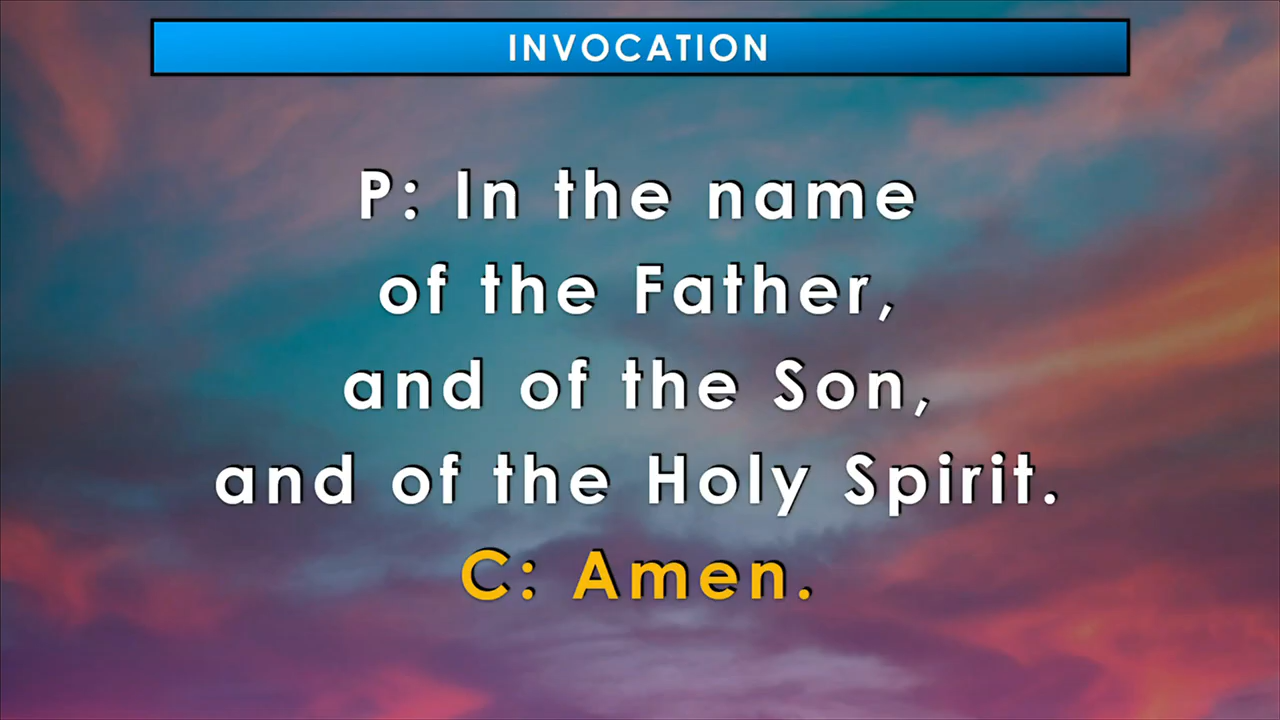 INVOCATION
P: In the name
of the Father,
and of the Son,
and of the Holy Spirit.
C: Amen.